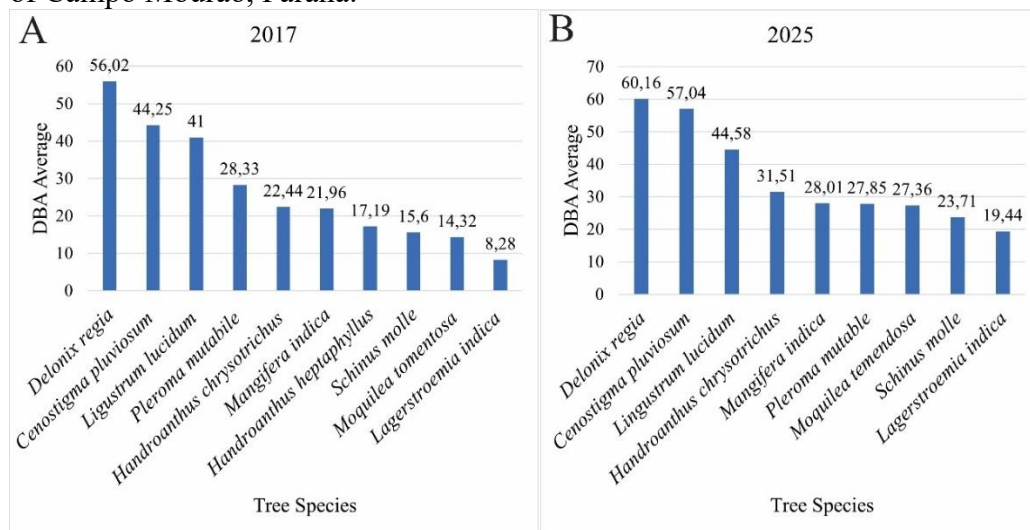 of Campo Mourão, Paraná.
A
2017
DBA Average
60
50
40
30
20
10
0
56,02
44,25
41
28,33
22,44
21,96
17,19
15,6
14,32
8,28
Delonix regia
Cenostigma pluviosum
Ligustrum lucidum
Pleroma mutabile
Handroanthus chrysotrichus
Mangifera indica
Handroanthus heptaphyllus
Schinus molle
Moquilea tomentosa
Lagerstroemia indica
Tree Species
B
2025
DBA Average
70
60
50
40
30
20
10
0
60,16
57,04
44,58
31,51
28,01
27,85
27,36
23,71
19,44
Delonix regia
Cenostigma pluviosum
Lingustrum lucidum
Handroanthus chrysotrichus
Mangifera indica
Pleroma mutable
Moquilea temendosa
Schinus molle
Lagerstroemia indica
Tree Species